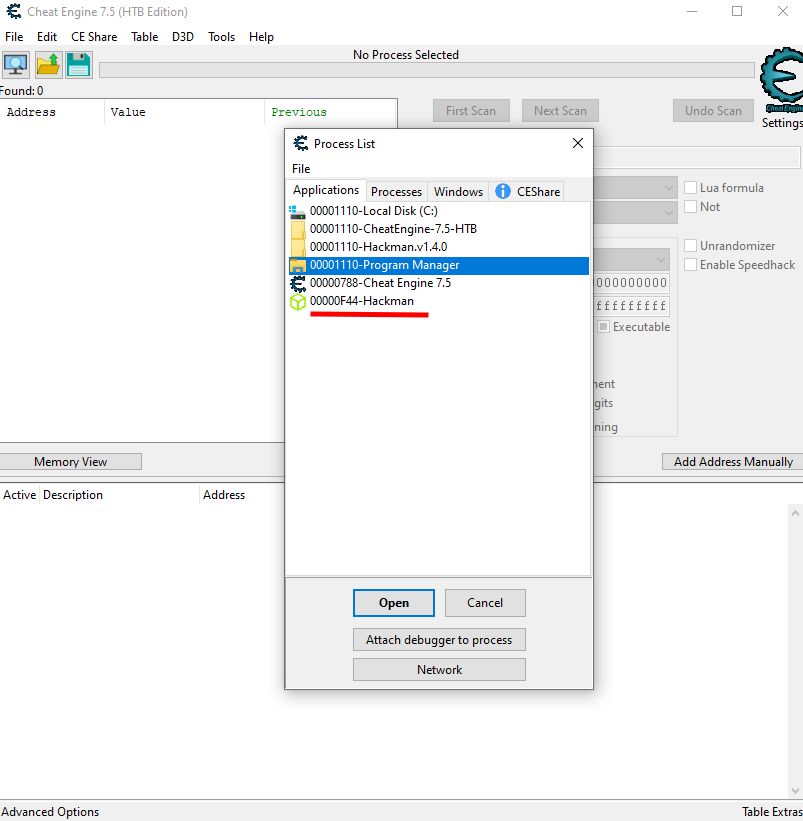 Cheat Engine 7.5 (HTB Edition)
File Edit CE Share Table D3D Tools Help
No Process Selected
Found: 0
Address Value Previous
First Scan Next Scan Undo Scan
Cheat Engine
Settings
Process List
File
Applications Processes Windows CEShare
00001110-Local Disk (C:)
00001110-CheatEngine-7.5-HTB
00001110-Hackman.v1.4.0
00001110-Program Manager
00000788-Cheat Engine 7.5
00000F44-Hackman
Lua formula
Not
Unrandomizer
Enable Speedhack
000000000
fffffffff
Executable
ment
gits
ning
Memory View
Add Address Manually
Active Description Address
Open Cancel
Attach debugger to process
Network
Advanced Options
Table Extras